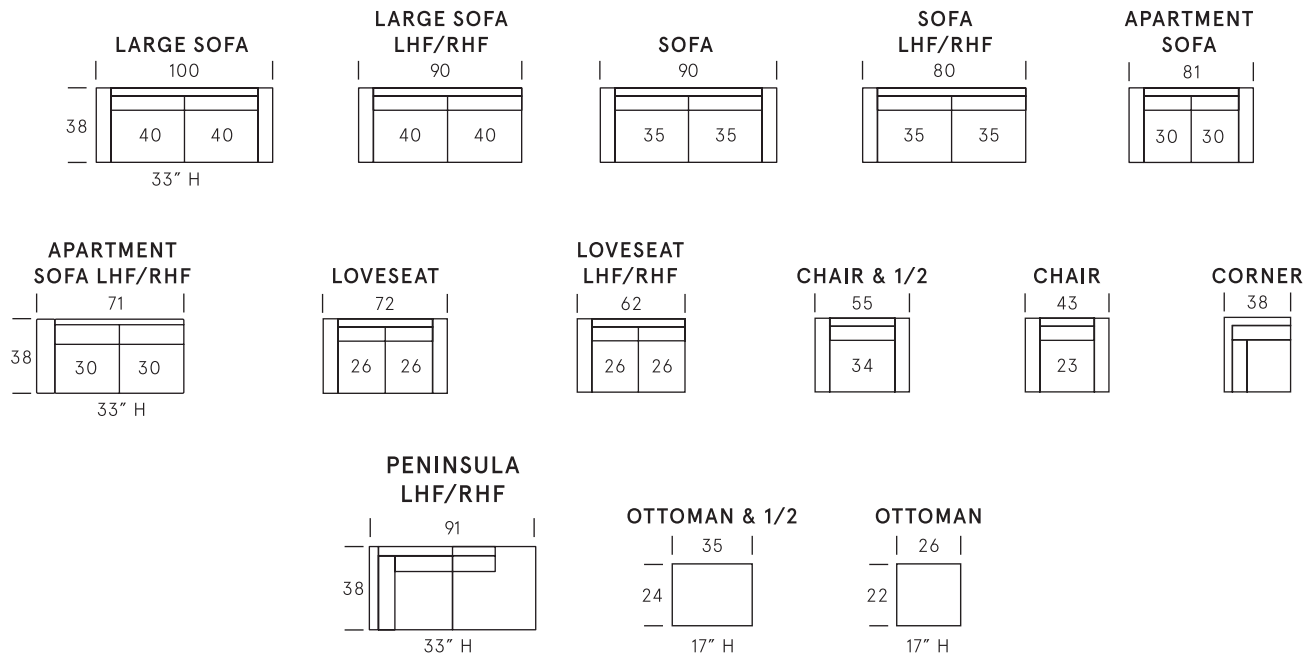 LARGE SOFA
100
38
40 40
33" H
LARGE SOFA
LHF/RHF
90
40 40
SOFA
90
35 35
SOFA
LHF/RHF
80
35 35
APARTMENT
SOFA
81
30 30
APARTMENT
SOFA LHF/RHF
71
38
30 30
33" H
LOVESEAT
72
26 26
LOVESEAT
LHF/RHF
62
26 26
CHAIR & 1/2
55
34
CHAIR
43
23
CORNER
38
PENINSULA
LHF/RHF
91
38
33" H
OTTOMAN & 1/2
35
24
17" H
OTTOMAN
26
22
17" H